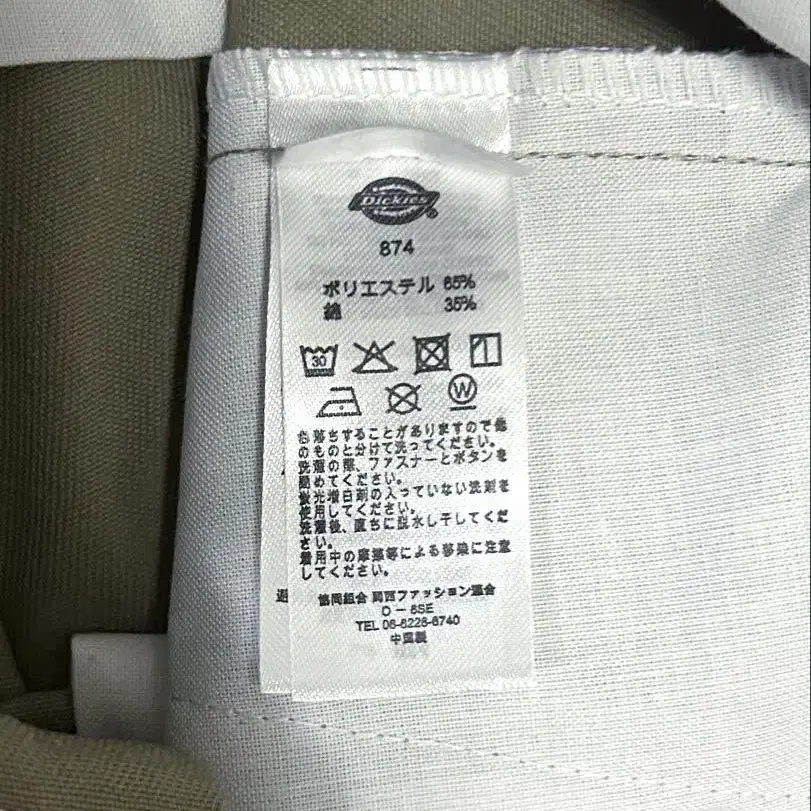 Dickies
874
ポリエステル 65%
綿 35%
30
W
色落ちすることがありますので他
のものと分けて洗ってください。
洗濯の際、ファスナーとボタンを
閉めてください。
蛍光増白剤の入っていない洗剤を
使用してください。
洗濯後、直ちに脱水し干してくだ
さい。
着用中の摩擦等による移染に注意
してください。
協同組合 関西ファッション連合
O-6SE
TEL 06-6228-6740
中国製